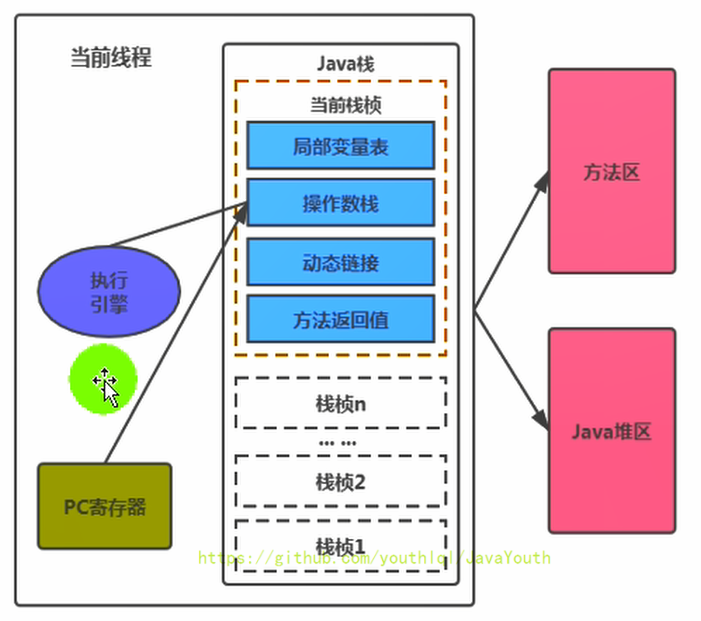 当前线程
Java栈
当前栈桢
局部变量表
操作数栈
动态链接
方法返回值
执行
引擎
PC寄存器
栈桢n
... ...
栈桢2
栈桢1
https://github.com/youthlql/JavaYouth
方法区
Java堆区